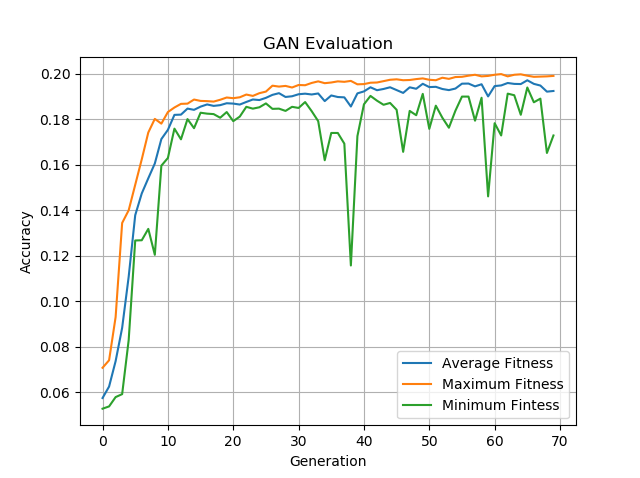 GAN Evaluation
Accuracy
0.20
0.18
0.16
0.14
0.12
0.10
0.08
0.06
Average Fitness
Maximum Fitness
Minimum Fintess
0 10 20 30 40 50 60 70
Generation